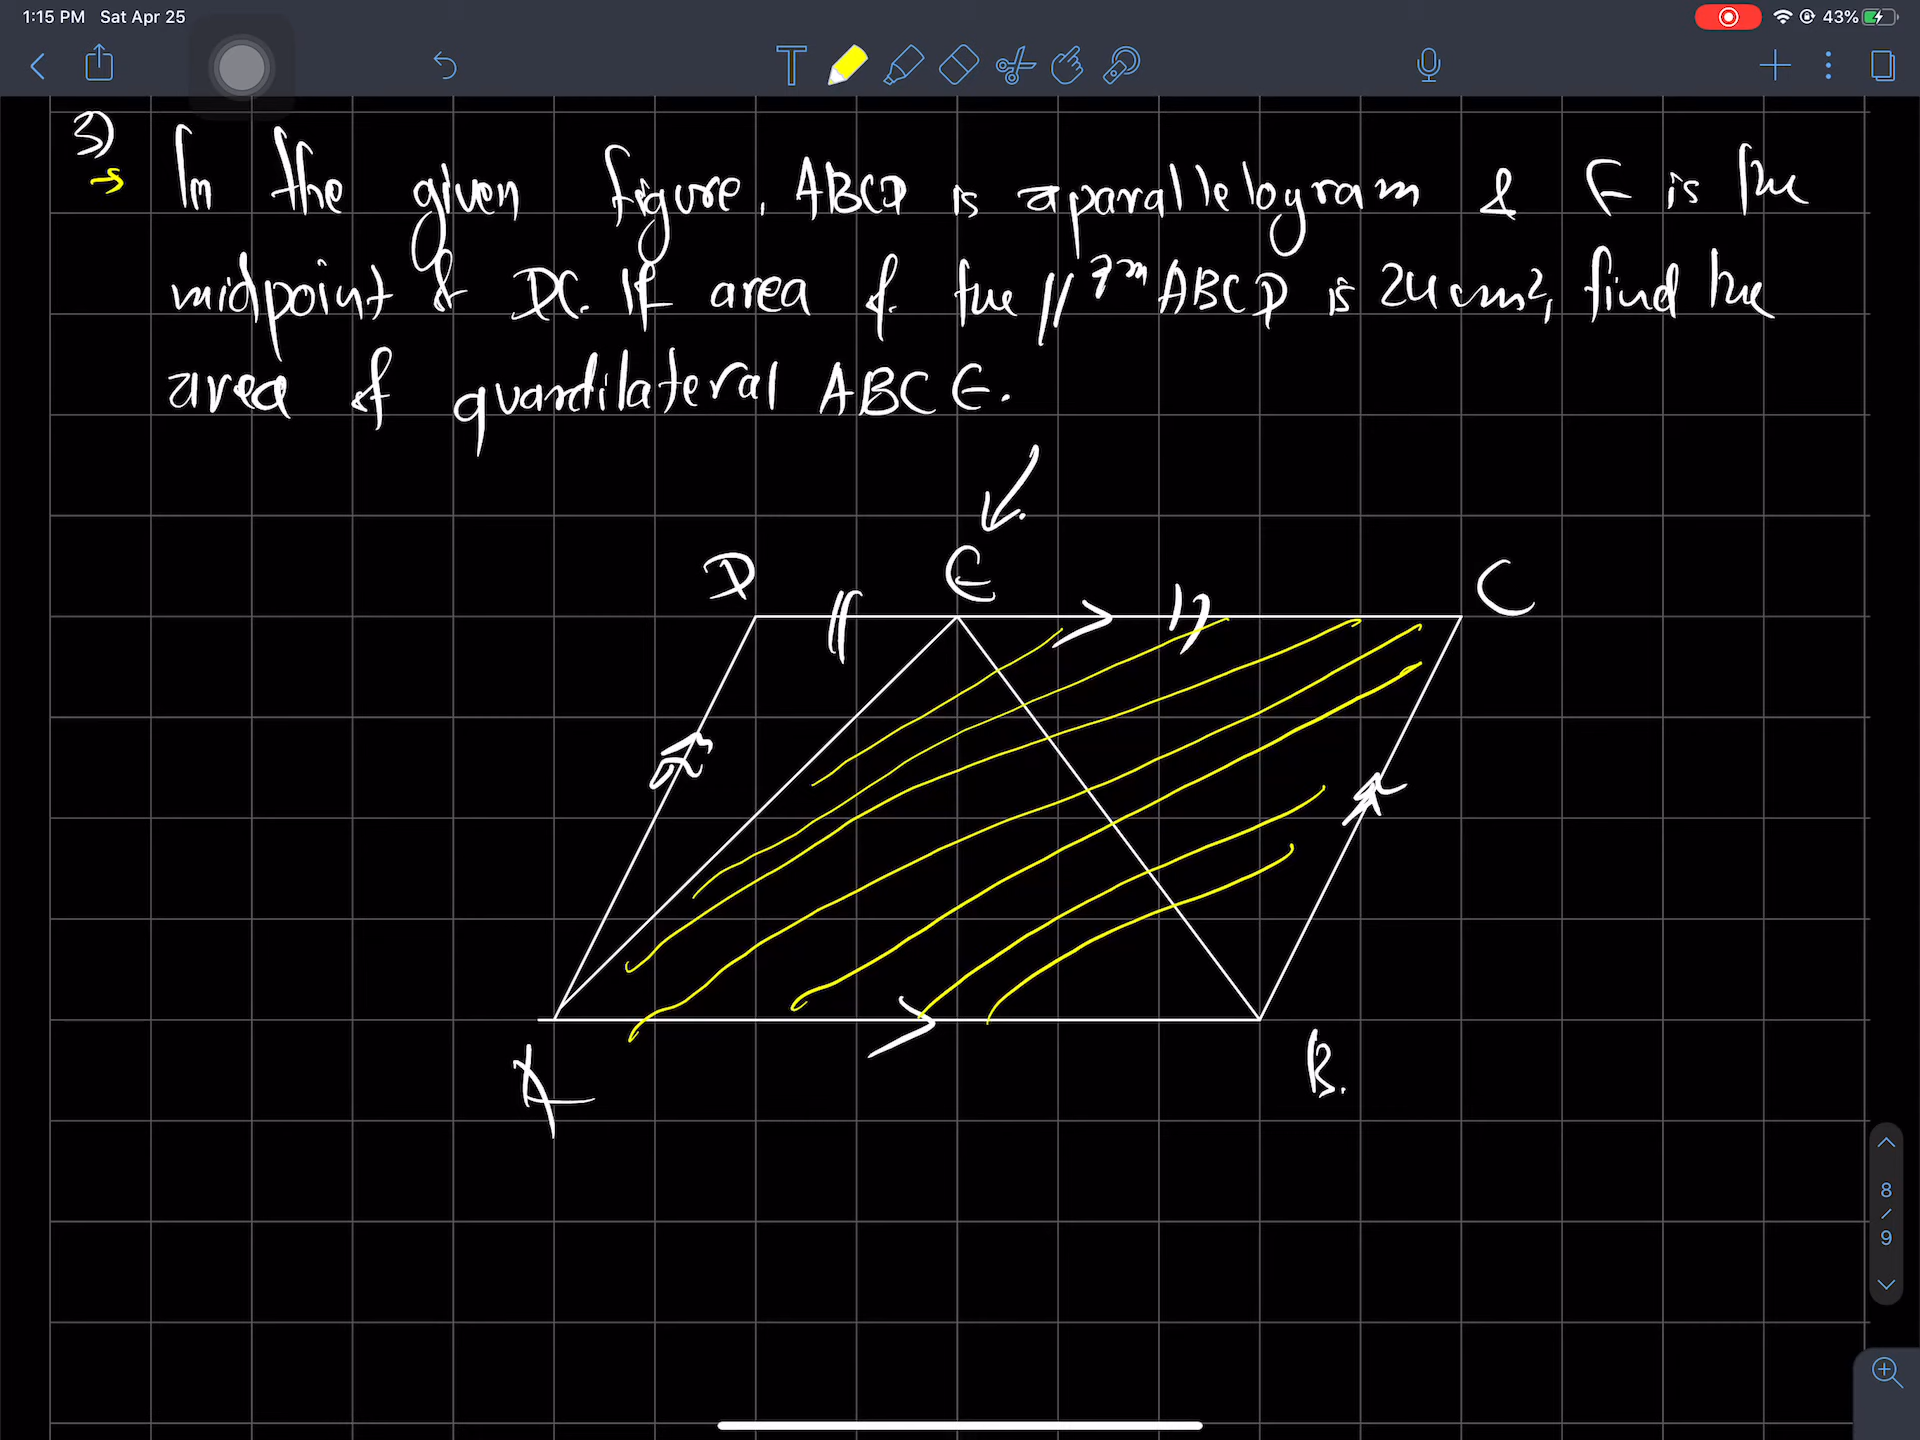 1:15 PM Sat Apr 25
43%
3) In the given figure, ABCD is a parallelogram & E is the
midpoint of DC. If area of the //gm ABCD is 24cm², find the
area of quardilateral ABCE.
D E C
A B.
8
/
9